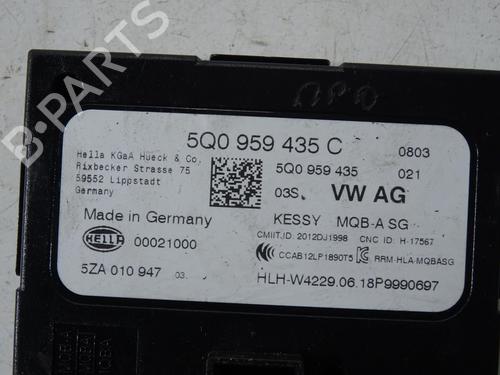 B-PARTS
5Q0 959 435 C 0803
Hella KGaA Hueck & Co.
Rixbecker Strasse 75
59552 Lippstadt
Germany
5Q0 959 435 021
03S. VW AG
Made in Germany KESSY MQB-A SG
CMIIT.ID. 2012DJ1998 CNC ID: H-17567
HELLA 00021000 CCAB12LP1890T5 RRM-HLA-MQBASG
5ZA 010 947 03. HLH-W4229.06.18P9990697